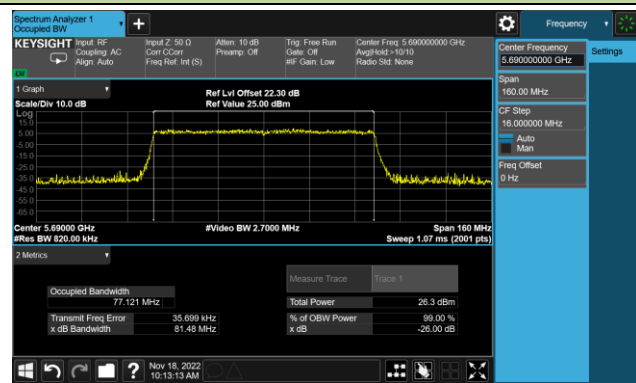 Spectrum Analyzer 1
Occupied BW
+
Frequency
KEYSIGHT
Input: RF
Coupling: AC
Align: Auto
Input Z: 50 Ω
Corr CCorr
Freq Ref: Int (S)
Atten: 10 dB
Preamp: Off
Trig: Free Run
Gate: Off
#IF Gain: Low
Center Freq: 5.690000000 GHz
Avg|Hold:>10/10
Radio Std: None
LW
Center Frequency
5.690000000 GHz
Settings
Span
160.00 MHz
CF Step
16.000000 MHz
Auto
Man
Freq Offset
0 Hz
1 Graph
Scale/Div 10.0 dB
Ref Lvl Offset 22.30 dB
Ref Value 25.00 dBm
Log
15.0
5.00
-5.00
-15.0
-25.0
-35.0
-45.0
-55.0
-65.0
Center 5.69000 GHz
#Video BW 2.7000 MHz
Span 160 MHz
#Res BW 820.00 kHz
Sweep 1.07 ms (2001 pts)
2 Metrics
Measure Trace
Trace 1
Occupied Bandwidth
77.121 MHz
Total Power
26.3 dBm
Transmit Freq Error
35.699 kHz
% of OBW Power
99.00 %
x dB Bandwidth
81.48 MHz
x dB
-26.00 dB
?
Nov 18, 2022
10:13:13 AM